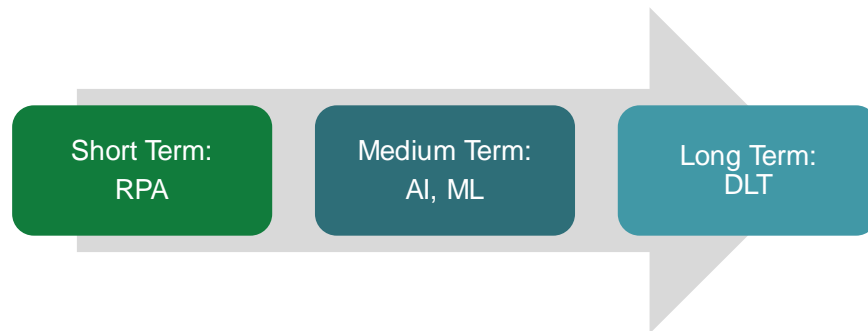 Short Term:
RPA
Medium Term:
AI, ML
Long Term:
DLT